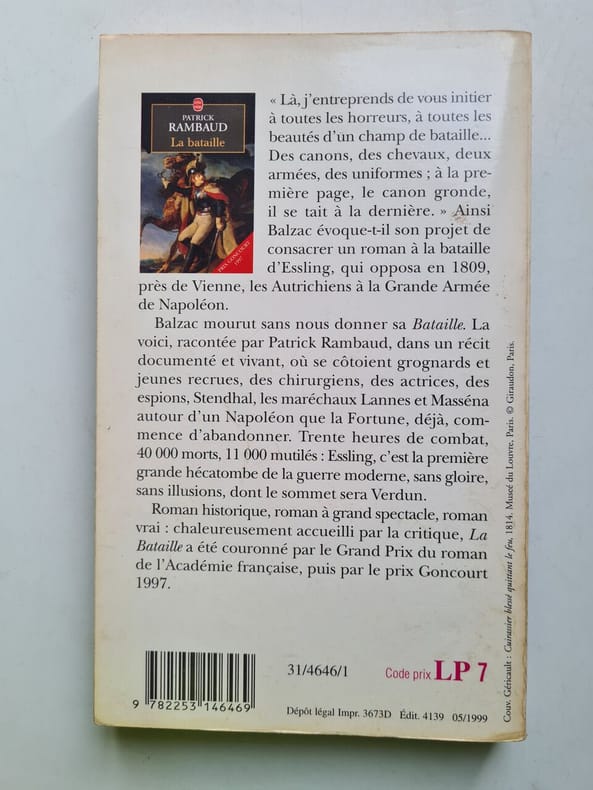 PATRICK
RAMBAUD
La bataille
PRIX GONCOURT
1997
« Là, j'entreprends de vous initier
à toutes les horreurs, à toutes les
beautés d'un champ de bataille...
Des canons, des chevaux, deux
armées, des uniformes ; à la pre-
mière page, le canon gronde,
il se tait à la dernière. » Ainsi
Balzac évoque-t-il son projet de
consacrer un roman à la bataille
d'Essling, qui opposa en 1809,
près de Vienne, les Autrichiens à la Grande Armée
de Napoléon.
Balzac mourut sans nous donner sa Bataille. La
voici, racontée par Patrick Rambaud, dans un récit
documenté et vivant, où se côtoient grognards et
jeunes recrues, des chirurgiens, des actrices, des
espions, Stendhal, les maréchaux Lannes et Masséna
autour d'un Napoléon que la Fortune, déjà, com-
mence d'abandonner. Trente heures de combat,
40 000 morts, 11 000 mutilés : Essling, c'est la première
grande hécatombe de la guerre moderne, sans gloire,
sans illusions, dont le sommet sera Verdun.
Roman historique, roman à grand spectacle, roman
vrai : chaleureusement accueilli par la critique, La
Bataille a été couronné par le Grand Prix du roman
de l'Académie française, puis par le prix Goncourt
1997.
Couv. Géricault : Cuirassier blessé quittant le feu, 1814. Musée du Louvre, Paris. © Giraudon, Paris.
31/4646/1
Code prix LP 7
9 782253 146469
Dépôt légal Impr. 3673D Édit. 4139 05/1999